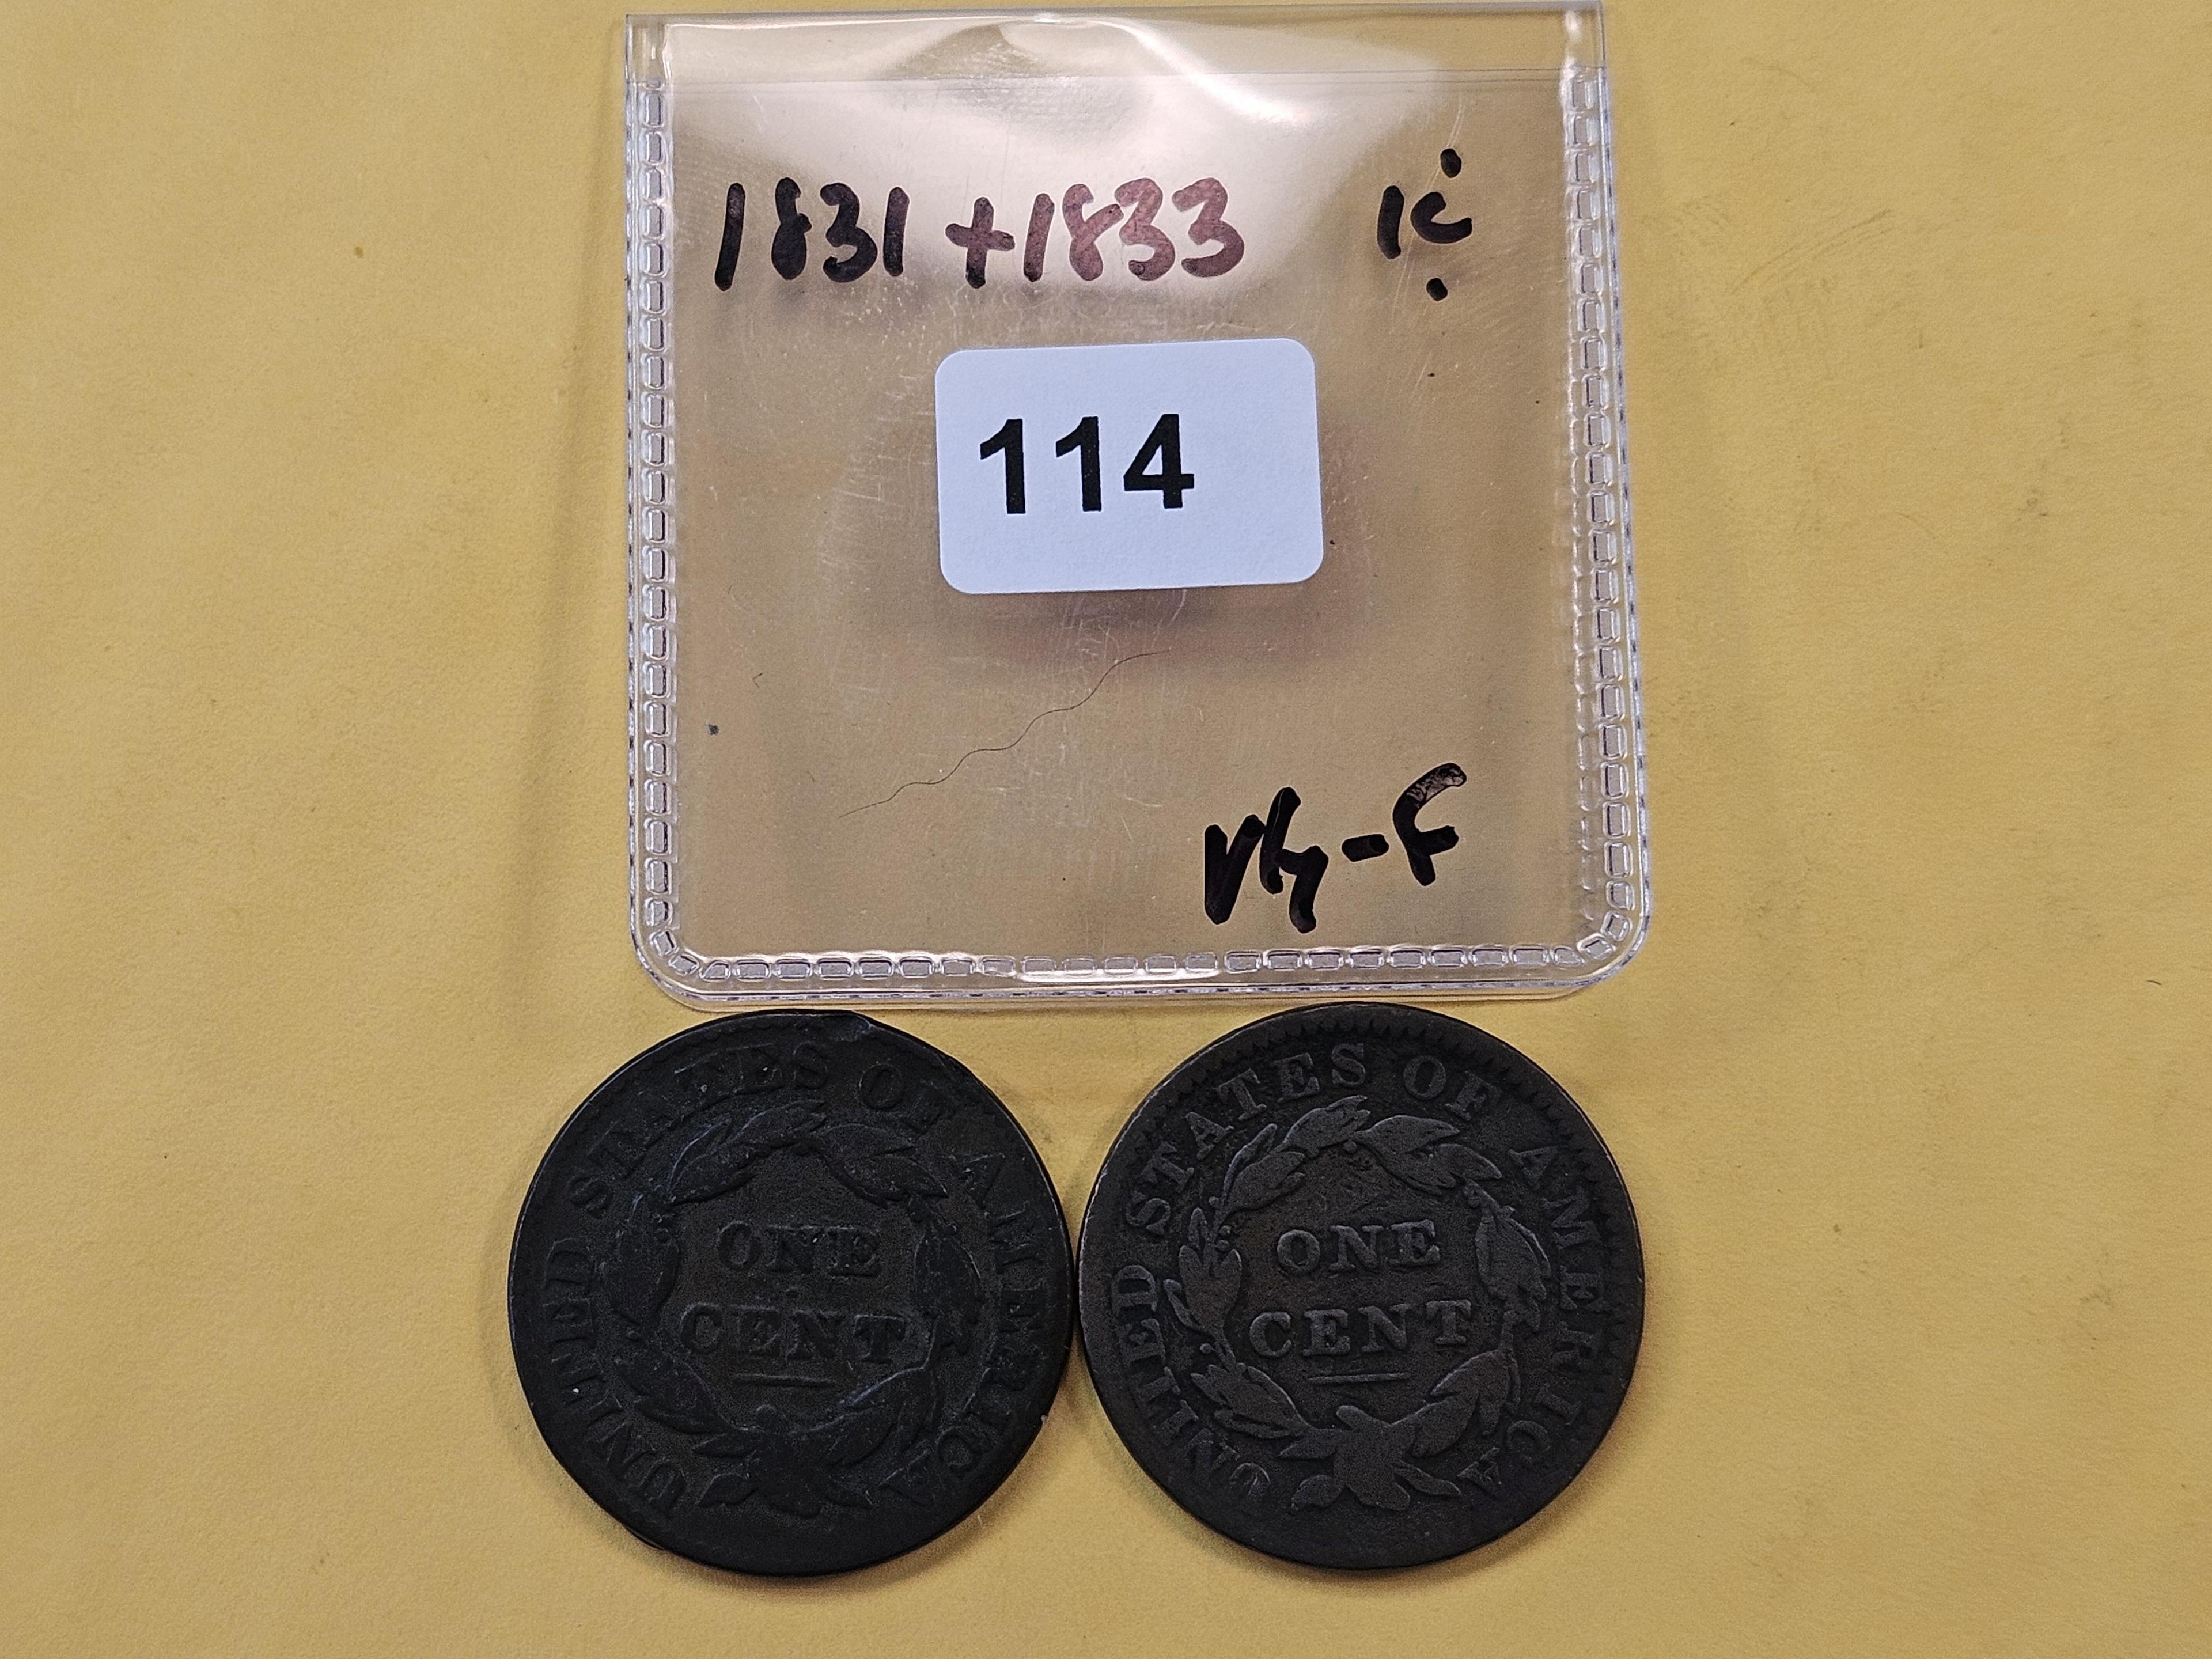 1831 + 1833 1¢
114
VG-F
UNITED STATES OF AMERICA
ONE
CENT
UNITED STATES OF AMERICA
ONE
CENT